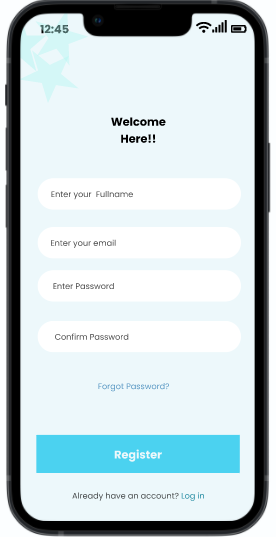 12:45
Welcome
Here!!
Enter your Fullname
Enter your email
Enter Password
Confirm Password
Forgot Password?
Register
Already have an account? Log in